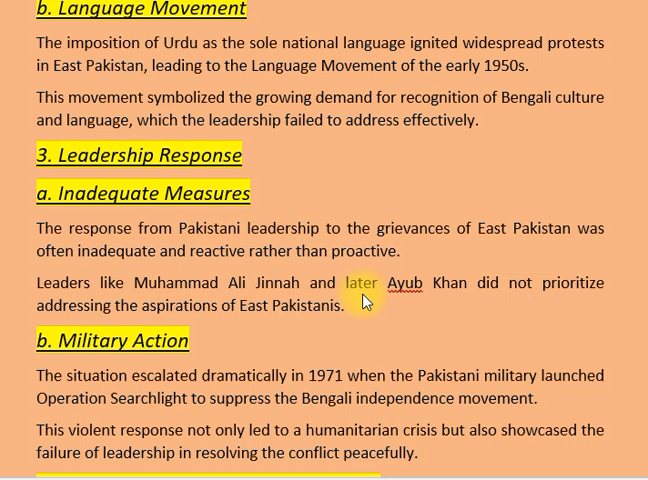 b. Language Movement
The imposition of Urdu as the sole national language ignited widespread protests
in East Pakistan, leading to the Language Movement of the early 1950s.
This movement symbolized the growing demand for recognition of Bengali culture
and language, which the leadership failed to address effectively.
3. Leadership Response
a. Inadequate Measures
The response from Pakistani leadership to the grievances of East Pakistan was
often inadequate and reactive rather than proactive.
Leaders like Muhammad Ali Jinnah and later Ayub Khan did not prioritize
addressing the aspirations of East Pakistanis.
b. Military Action
The situation escalated dramatically in 1971 when the Pakistani military launched
Operation Searchlight to suppress the Bengali independence movement.
This violent response not only led to a humanitarian crisis but also showcased the
failure of leadership in resolving the conflict peacefully.